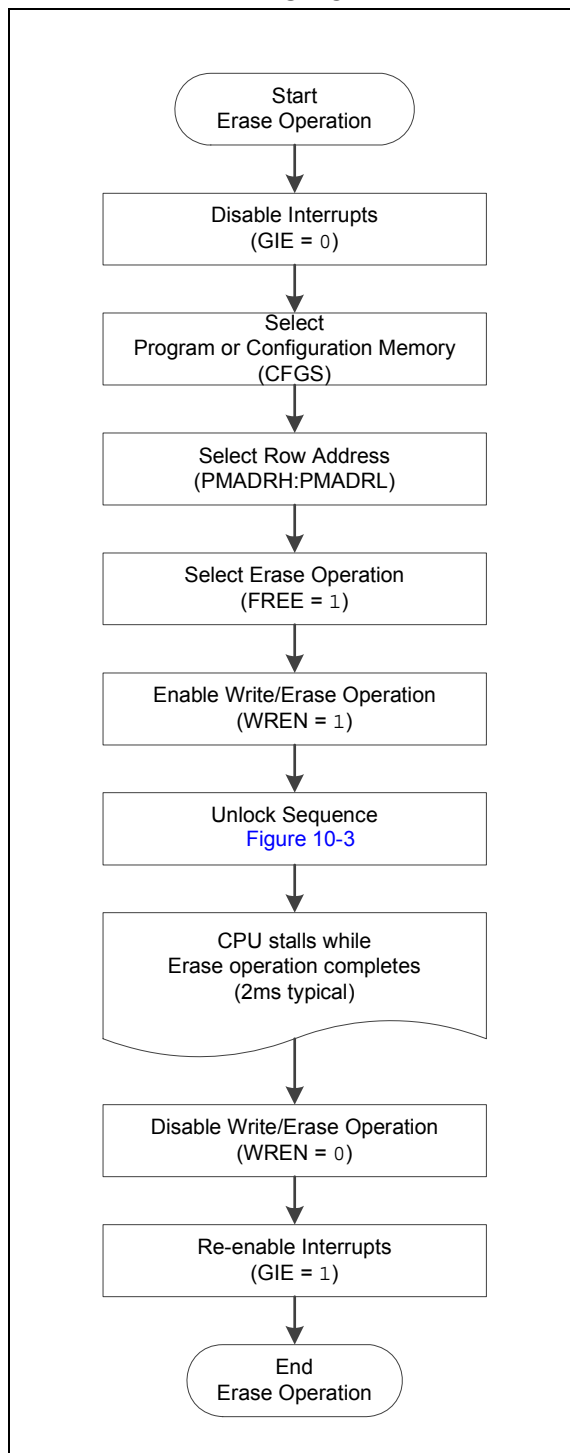 Start
Erase Operation
Disable Interrupts
(GIE = 0)
Select
Program or Configuration Memory
(CFGS)
Select Row Address
(PMADRH:PMADRL)
Select Erase Operation
(FREE = 1)
Enable Write/Erase Operation
(WREN = 1)
Unlock Sequence
Figure 10-3
CPU stalls while
Erase operation completes
(2ms typical)
Disable Write/Erase Operation
(WREN = 0)
Re-enable Interrupts
(GIE = 1)
End
Erase Operation